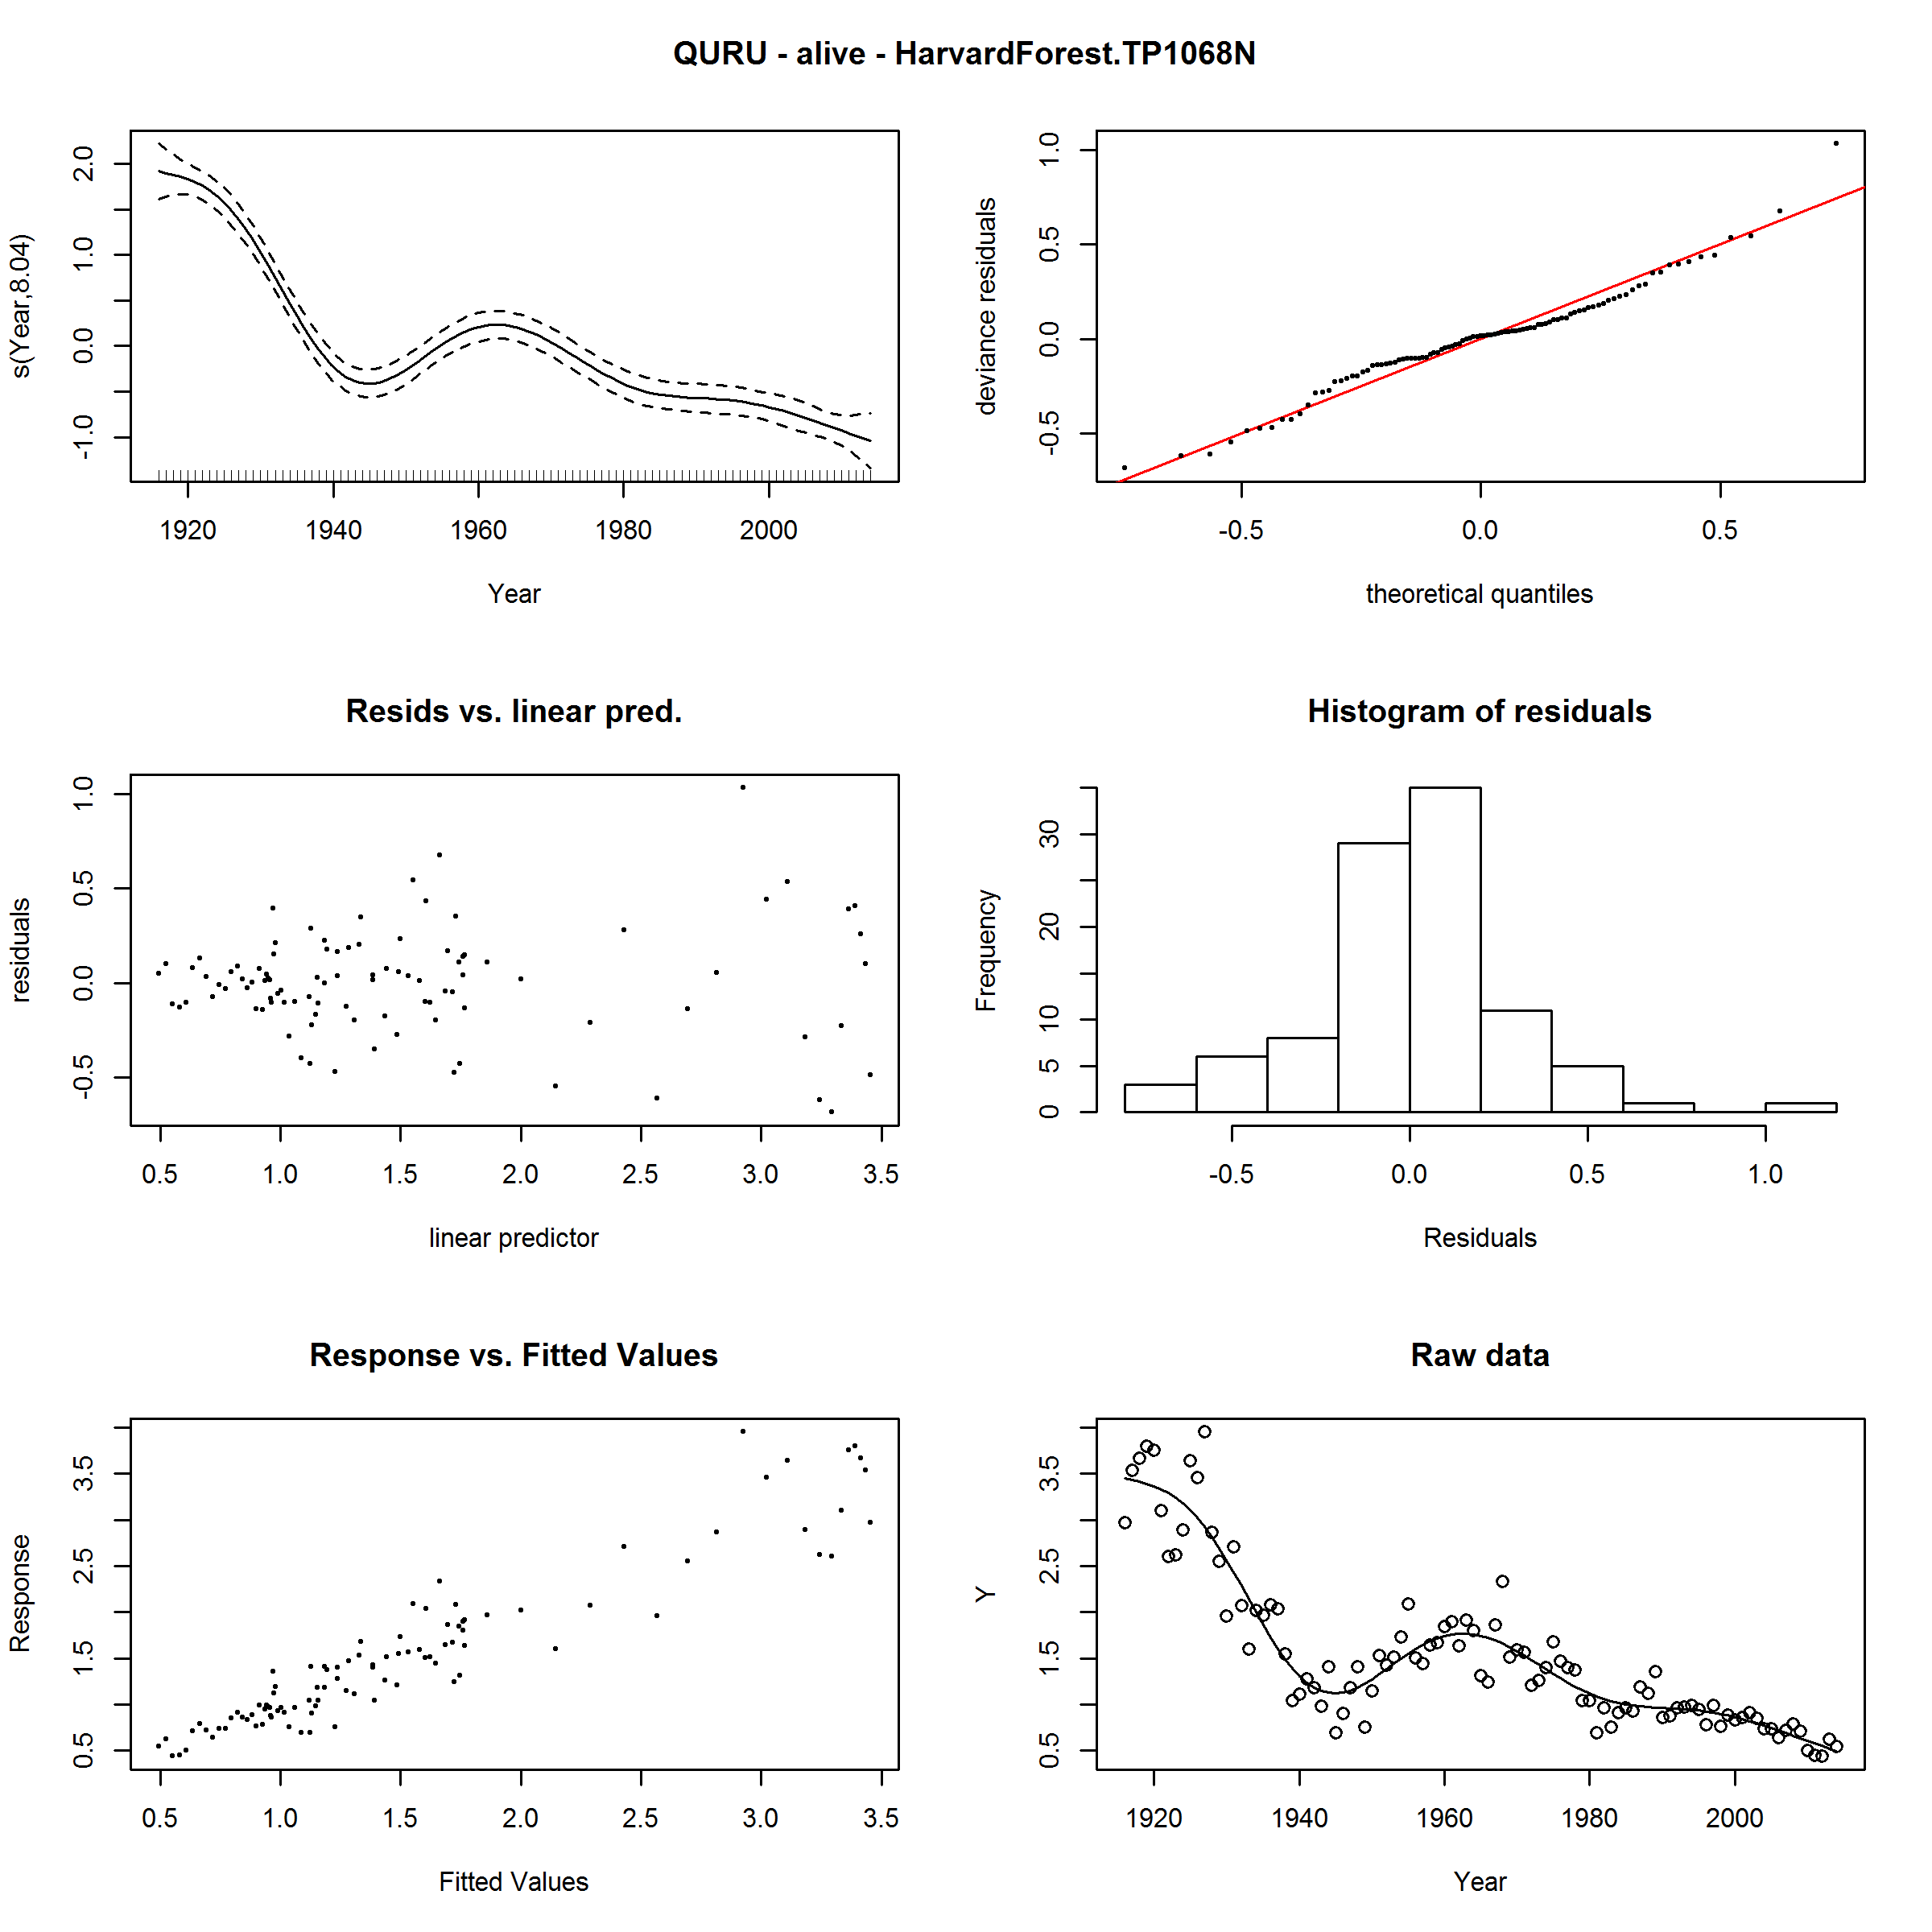 QURU - alive - HarvardForest.TP1068N
s(Year,8.04)
-1.0 0.0 1.0 2.0
1920 1940 1960 1980 2000
Year
deviance residuals
-0.5 0.0 0.5 1.0
-0.5 0.0 0.5
theoretical quantiles
Resids vs. linear pred.
residuals
-0.5 0.0 0.5 1.0
0.5 1.0 1.5 2.0 2.5 3.0 3.5
linear predictor
Histogram of residuals
Frequency
0 5 10 20 30
-0.5 0.0 0.5 1.0
Residuals
Response vs. Fitted Values
Response
0.5 1.5 2.5 3.5
0.5 1.0 1.5 2.0 2.5 3.0 3.5
Fitted Values
Raw data
Y
0.5 1.5 2.5 3.5
1920 1940 1960 1980 2000
Year